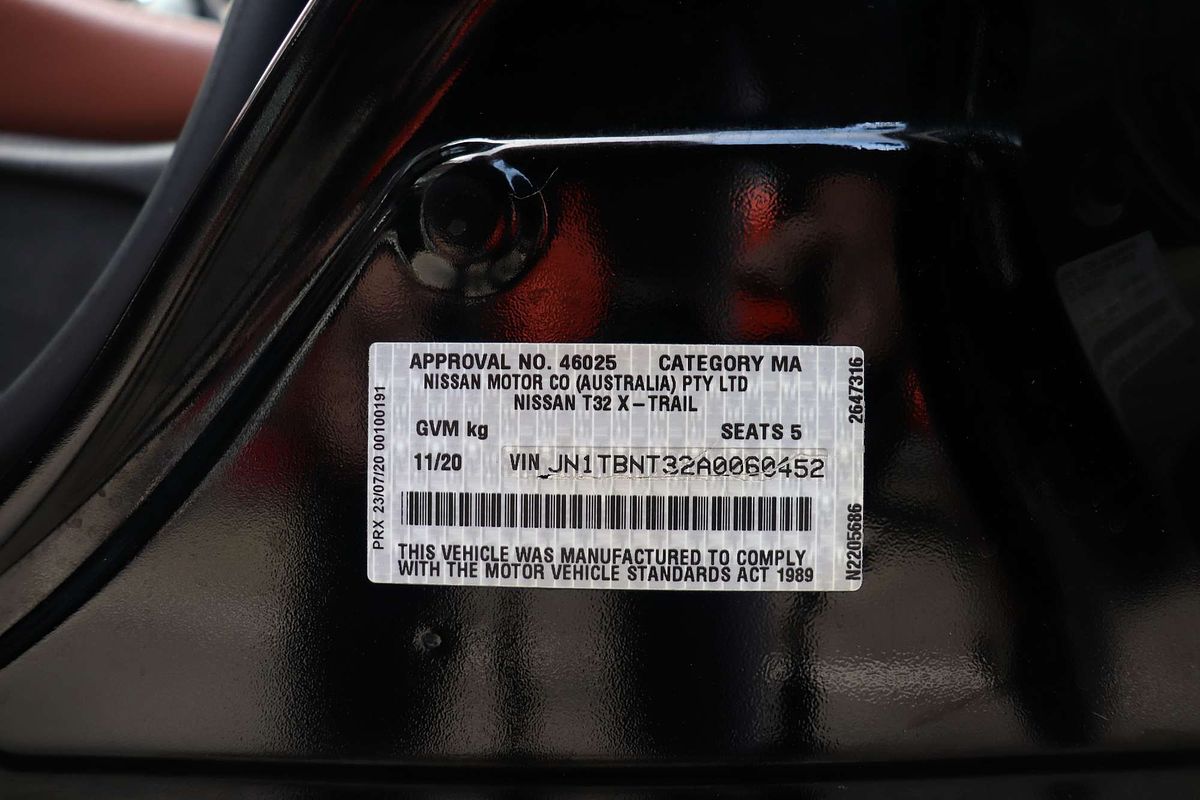 APPROVAL NO. 46025 CATEGORY MA
NISSAN MOTOR CO (AUSTRALIA) PTY LTD
NISSAN T32 X-TRAIL
GVM kg SEATS 5
11/20 VIN JN1TBNT32A0060452
THIS VEHICLE WAS MANUFACTURED TO COMPLY
WITH THE MOTOR VEHICLE STANDARDS ACT 1989
PRX 23/07/20 00100191
2647316
N2205686